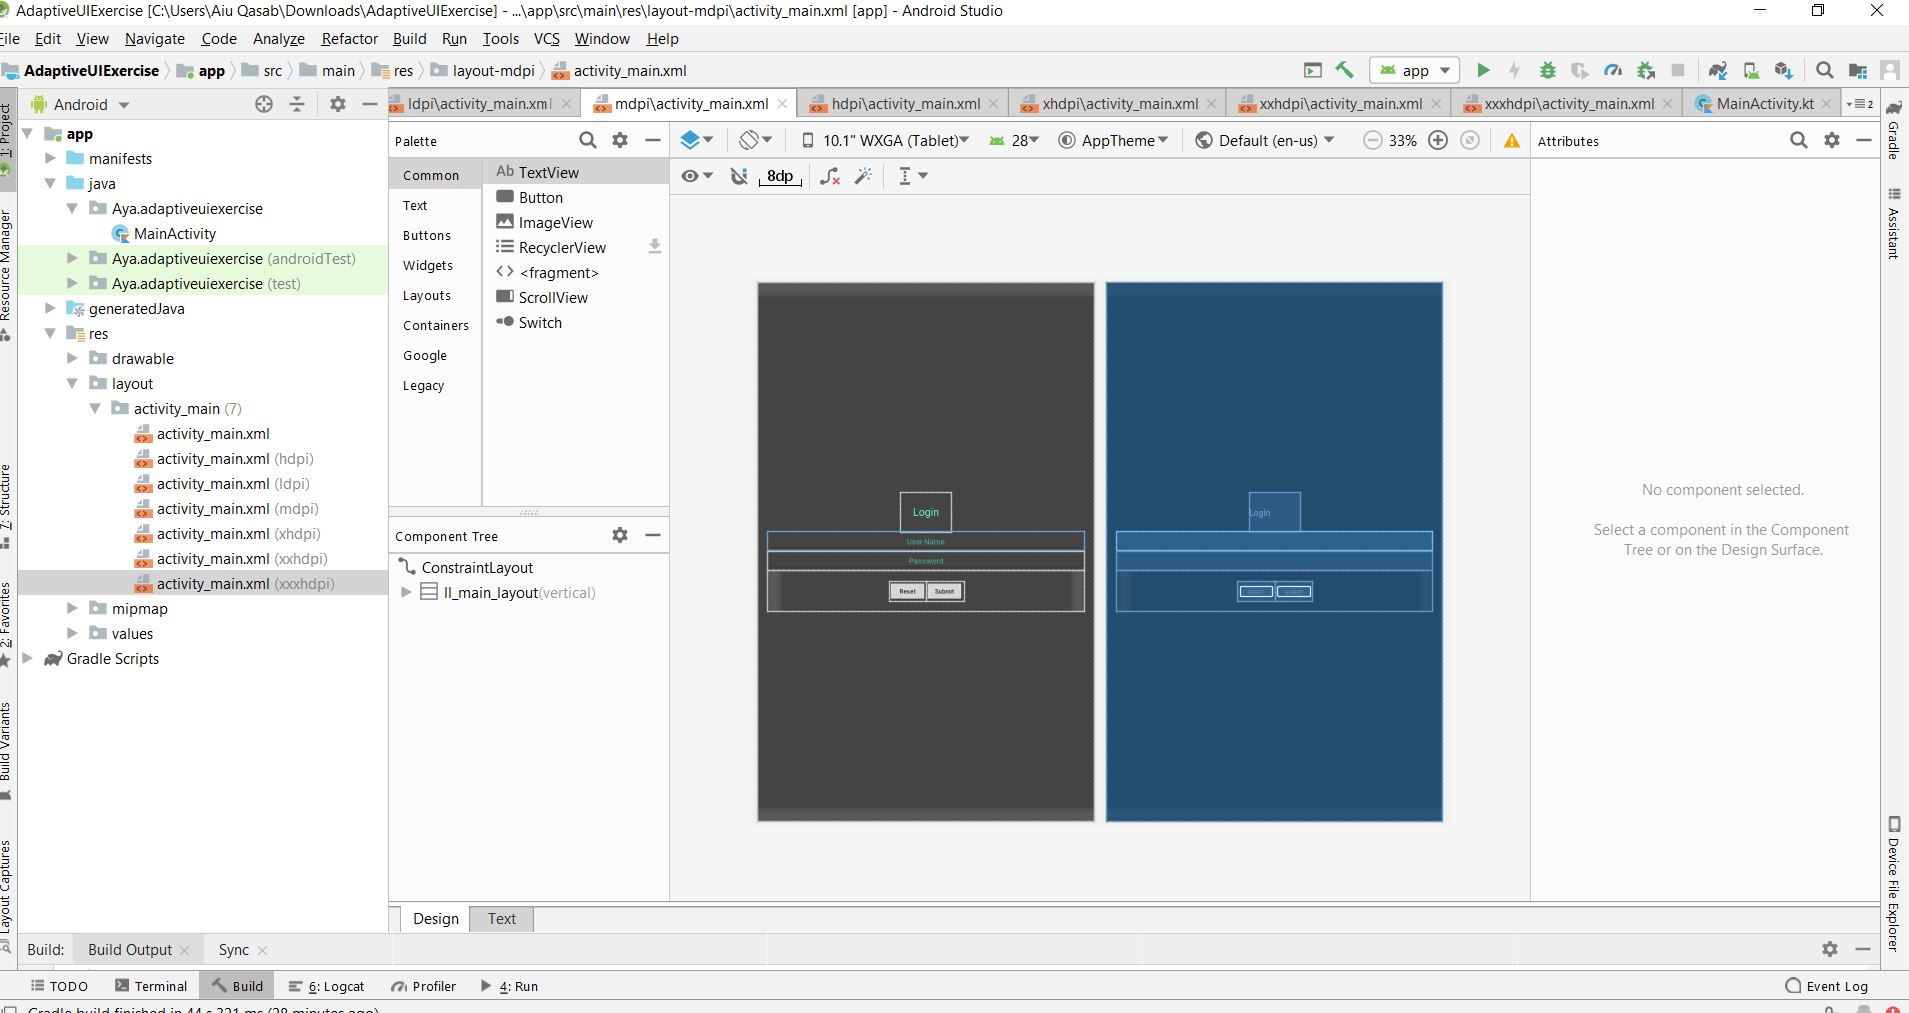 AdaptiveUIExercise [C:\Users\Aiu Qasab\Downloads\AdaptiveUIExercise] - ...\app\src\main\res\layout-mdpi\activity_main.xml [app] - Android Studio
File Edit View Navigate Code Analyze Refactor Build Run Tools VCS Window Help
AdaptiveUIExercise app src main res layout-mdpi activity_main.xml
app
Android
ldpi\activity_main.xml mdpi\activity_main.xml hdpi\activity_main.xml xhdpi\activity_main.xml xxhdpi\activity_main.xml xxxhdpi\activity_main.xml MainActivity.kt 2
1: Project
Resource Manager
7: Structure
2: Favorites
Build Variants
Layout Captures
app
manifests
java
Aya.adaptiveuiexercise
MainActivity
Aya.adaptiveuiexercise (androidTest)
Aya.adaptiveuiexercise (test)
generatedJava
res
drawable
layout
activity_main (7)
activity_main.xml
activity_main.xml (hdpi)
activity_main.xml (ldpi)
activity_main.xml (mdpi)
activity_main.xml (xhdpi)
activity_main.xml (xxhdpi)
activity_main.xml (xxxhdpi)
mipmap
values
Gradle Scripts
Palette
Common
Text
Buttons
Widgets
Layouts
Containers
Google
Legacy
Ab TextView
Button
ImageView
RecyclerView
<fragment>
ScrollView
Switch
Component Tree
ConstraintLayout
ll_main_layout(vertical)
10.1" WXGA (Tablet) 28 AppTheme Default (en-us) 33%
8dp
Login
User Name
Password
Reset Submit
Login
Attributes
No component selected.
Select a component in the Component
Tree or on the Design Surface.
Gradle
Assistant
Device File Explorer
Design Text
Build: Build Output Sync
TODO Terminal Build 6: Logcat Profiler 4: Run Event Log
Gradle build finished in 44 s 321 ms (28 minutes ago)